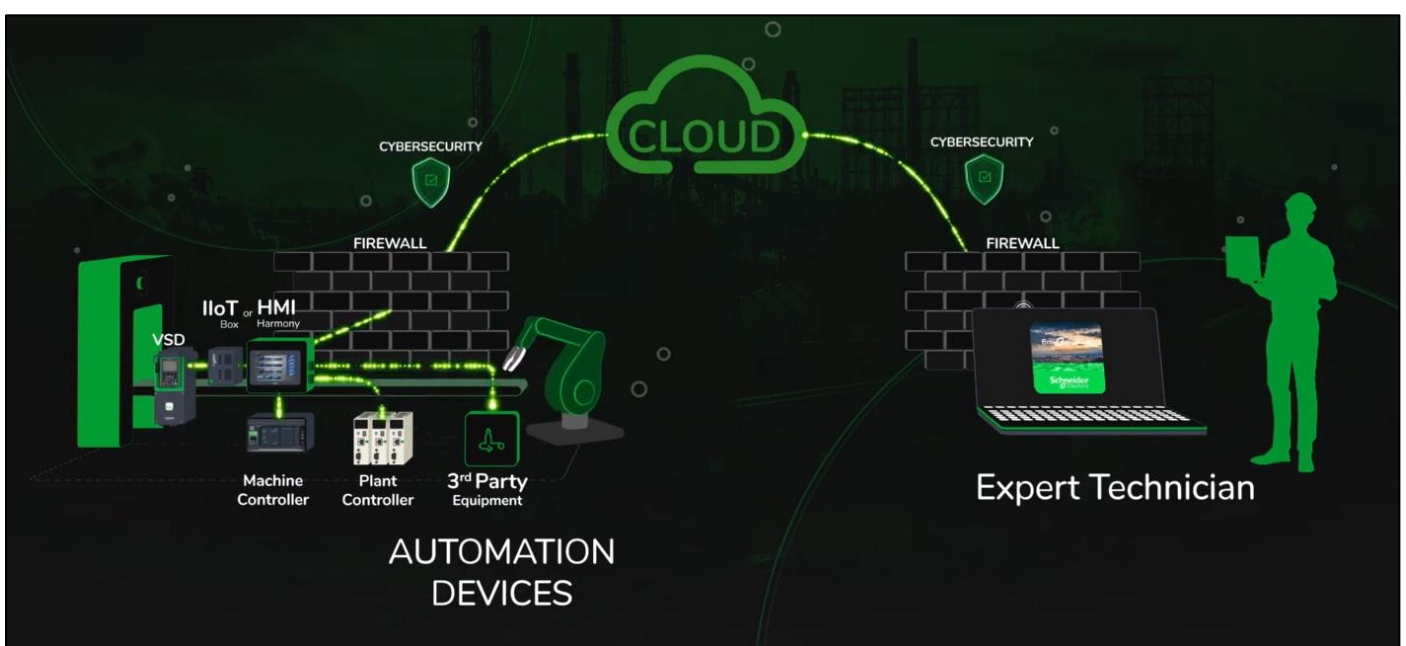 CLOUD
CYBERSECURITY
CYBERSECURITY
FIREWALL
FIREWALL
IIoT or HMI
Box Harmony
VSD
Schneider
Electric
Machine
Controller
Plant
Controller
3rd Party
Equipment
Expert Technician
AUTOMATION
DEVICES